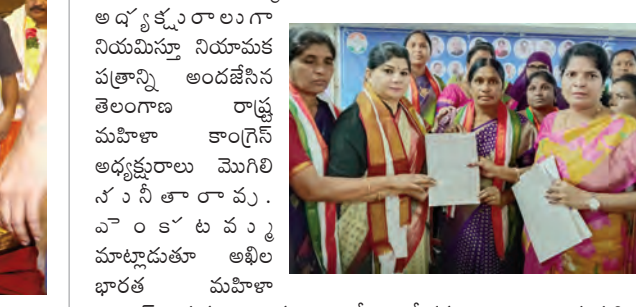 అధ్యక్షురాలుగా
నియమిస్తూ నియామక
పత్రాన్ని అందజేసిన
తెలంగాణ రాష్ట్ర
మహిళా కాంగ్రెస్
అధ్యక్షురాలు మొగిలి
సునీతారావు.
వెంకటమ్మ
మాట్లాడుతూ అఖిల
భారత మహిళా